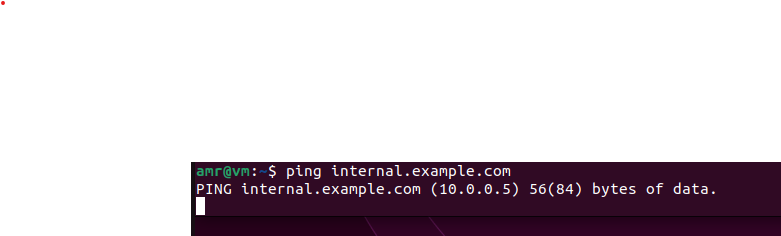 amr@vm:~$ ping internal.example.com
PING internal.example.com (10.0.0.5) 56(84) bytes of data.